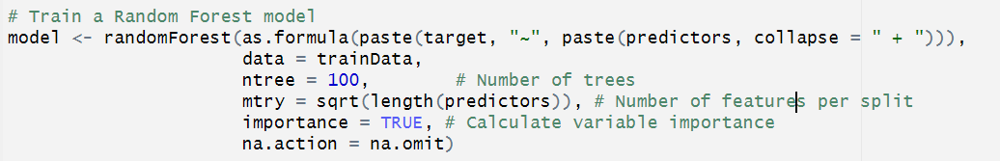 # Train a Random Forest model
model <- randomForest(as.formula(paste(target, "~", paste(predictors, collapse = " + "))),
data = trainData,
ntree = 100, # Number of trees
mtry = sqrt(length(predictors)), # Number of features per split
importance = TRUE, # Calculate variable importance
na.action = na.omit)